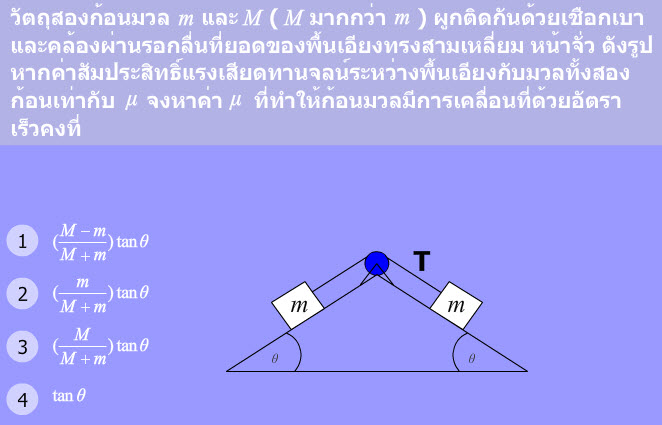 วัตถุสองก้อนมวล m และ M ( M มากกว่า m ) ผูกติดกันด้วยเชือกเบา
และคล้องผ่านรอกลื่นที่ยอดของพื้นเอียงทรงสามเหลี่ยม หน้าจั่ว ดังรูป
หากค่าสัมประสิทธิ์แรงเสียดทานจลน์ระหว่างพื้นเอียงกับมวลทั้งสอง
ก้อนเท่ากับ μ จงหาค่า μ ที่ทำให้ก้อนมวลมีการเคลื่อนที่ด้วยอัตรา
เร็วคงที่
1 (\frac{M-m}{M+m}) tan θ
2 (\frac{m}{M+m}) tan θ
3 (\frac{M}{M+m}) tan θ
4 tan θ
T
m m
θ θ